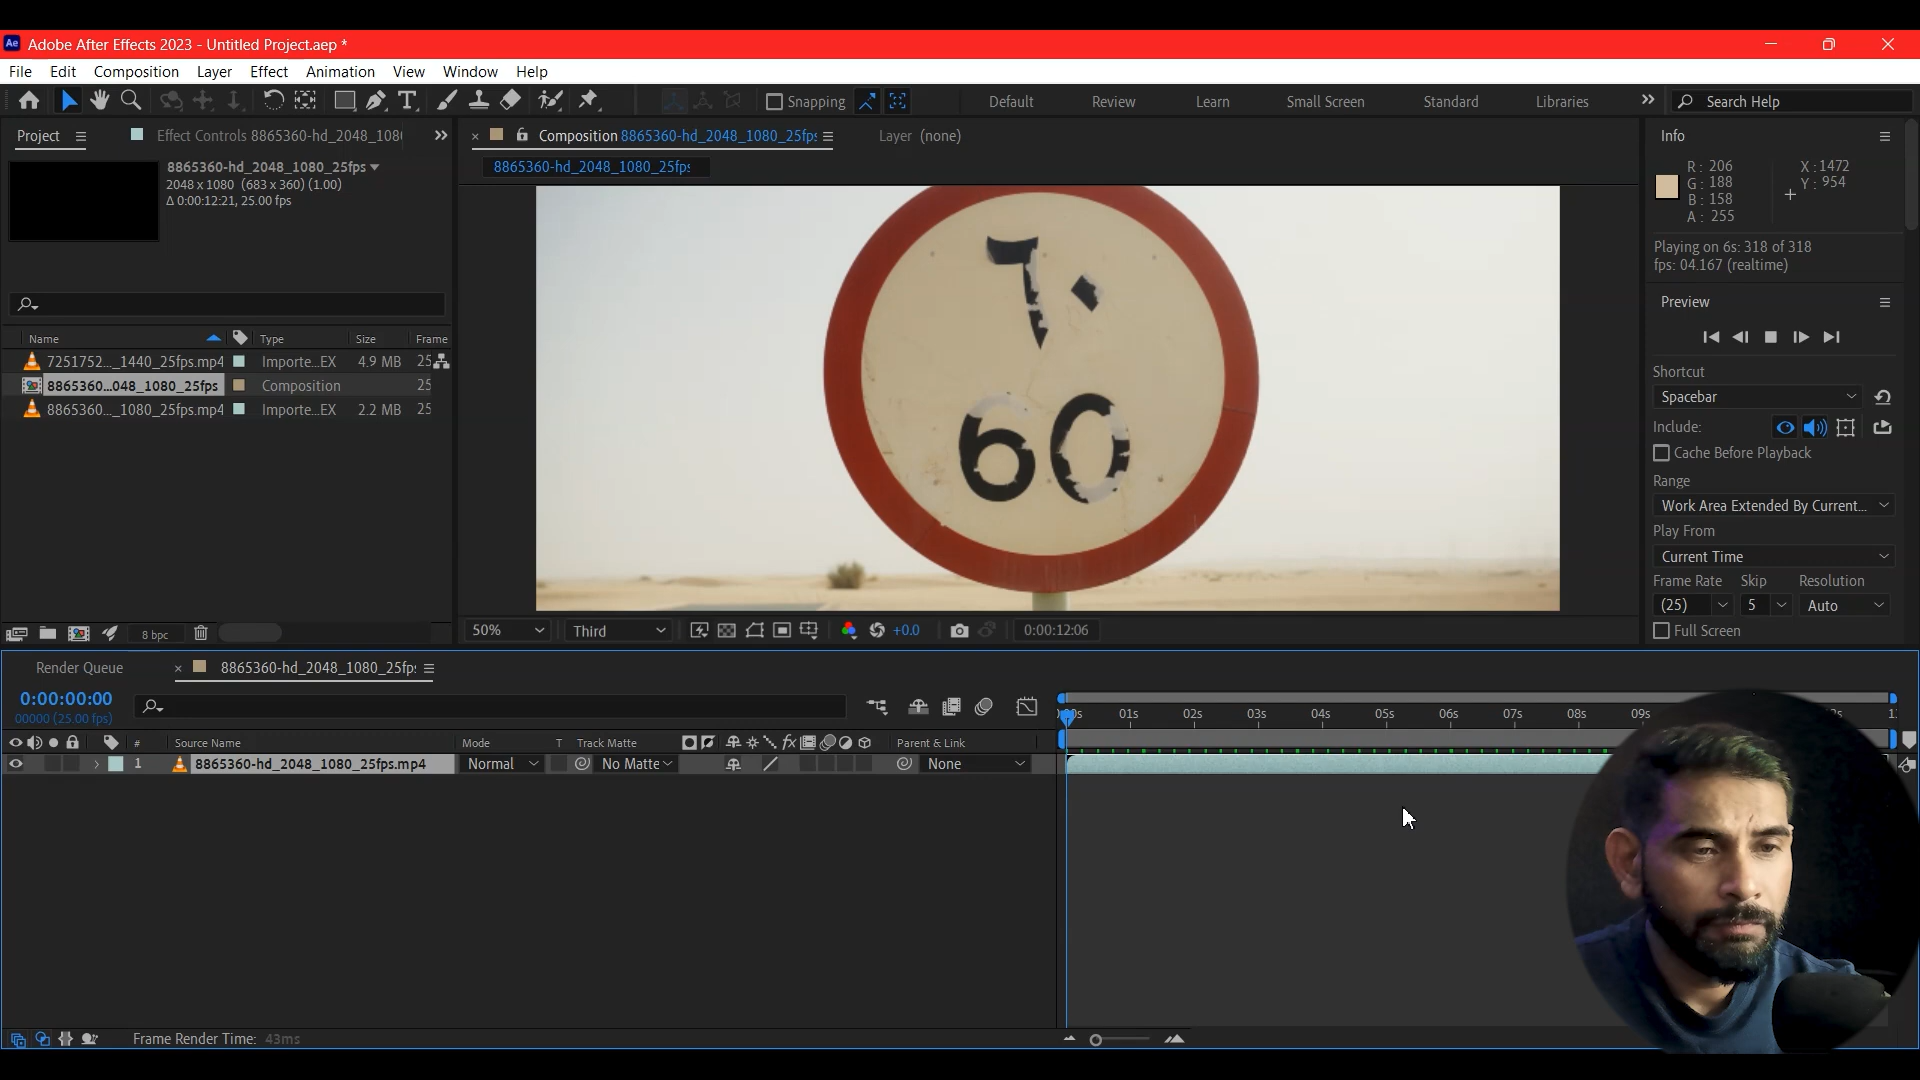 Ae Adobe After Effects 2023 - Untitled Project.aep *
File Edit Composition Layer Effect Animation View Window Help
Snapping Default Review Learn Small Screen Standard Libraries Search Help
Project Effect Controls 8865360-hd_2048_108
Composition 8865360-hd_2048_1080_25fps
Layer (none)
8865360-hd_2048_1080_25fps
8865360-hd_2048_1080_25fps
2048 x 1080 (683 x 360) (1.00)
Δ 0:00:12:21, 25.00 fps
Name Type Size Frame
7251752..._1440_25fps.mp4 Importe...EX 4.9 MB 25
8865360...048_1080_25fps Composition 25
8865360..._1080_25fps.mp4 Importe...EX 2.2 MB 25
8 bpc
٦٠
60
50% Third +0.0 0:00:12:06
Info
R: 206 X: 1472
G: 188 Y: 954
B: 158
A: 255
Playing on 6s: 318 of 318
fps: 04.167 (realtime)
Preview
Shortcut
Spacebar
Include:
Cache Before Playback
Range
Work Area Extended By Current...
Play From
Current Time
Frame Rate Skip Resolution
(25) 5 Auto
Full Screen
Render Queue 8865360-hd_2048_1080_25fps
0:00:00:00
00000 (25.00 fps)
01s 02s 03s 04s 05s 06s 07s 08s 09s
# Source Name Mode T Track Matte fx Parent & Link
1 8865360-hd_2048_1080_25fps.mp4 Normal No Matte None
Frame Render Time: 43ms